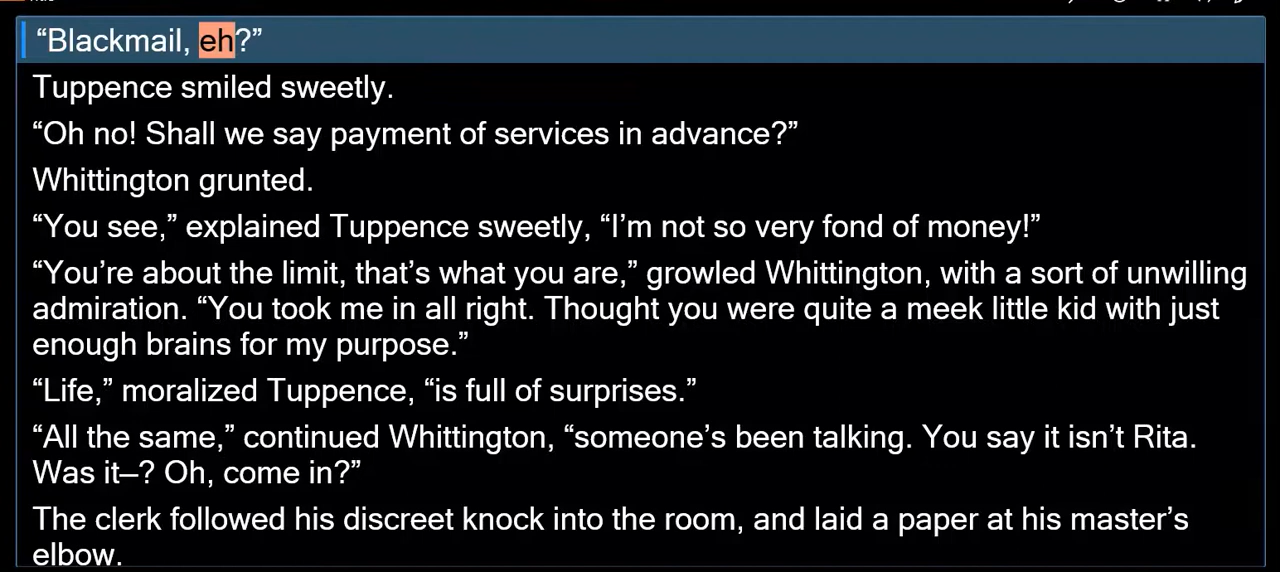 “Blackmail, eh?”
Tuppence smiled sweetly.
“Oh no! Shall we say payment of services in advance?”
Whittington grunted.
“You see,” explained Tuppence sweetly, “I’m not so very fond of money!”
“You’re about the limit, that’s what you are,” growled Whittington, with a sort of unwilling
admiration. “You took me in all right. Thought you were quite a meek little kid with just
enough brains for my purpose.”
“Life,” moralized Tuppence, “is full of surprises.”
“All the same,” continued Whittington, “someone’s been talking. You say it isn’t Rita.
Was it—? Oh, come in?”
The clerk followed his discreet knock into the room, and laid a paper at his master’s
elbow.